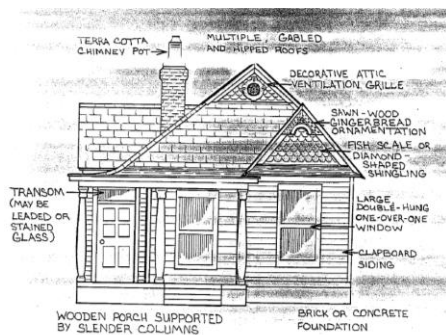 TERRA COTTA
CHIMNEY POT
MULTIPLE, GABLED
AND HIPPED ROOFS
DECORATIVE ATTIC
VENTILATION GRILLE
SAWN-WOOD
GINGERBREAD
ORNAMENTATION
FISH SCALE OR
DIAMOND-
SHAPED
SHINGLING
TRANSOM
(MAY BE
LEADED OR
STAINED
GLASS)
LARGE
DOUBLE-HUNG
ONE-OVER-ONE
WINDOW
CLAPBOARD
SIDING
WOODEN PORCH SUPPORTED
BY SLENDER COLUMNS
BRICK OR CONCRETE
FOUNDATION